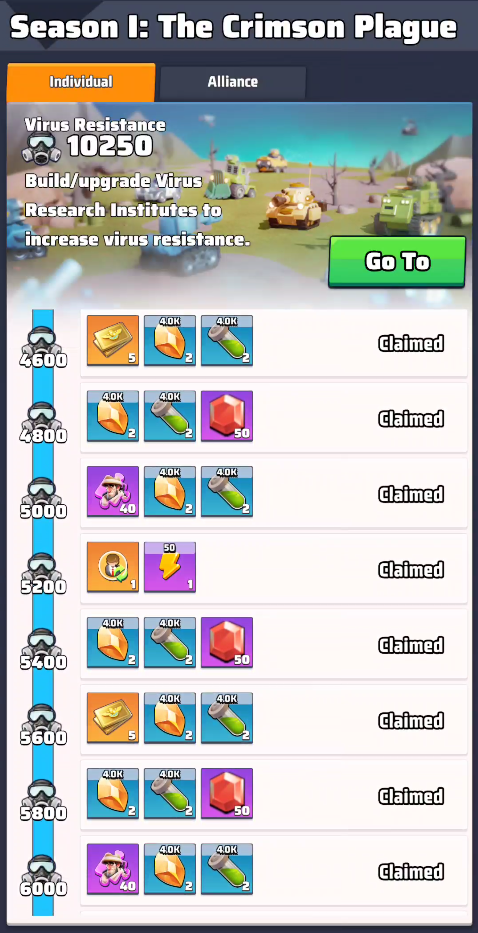 Season 1: The Crimson Plague
Individual
Alliance
Virus Resistance
10250
Build/upgrade Virus
Research Institutes to
increase virus resistance.
Go To
4600
5
4.0K 2
4.0K 2
Claimed
4800
4.0K 2
4.0K 2
50
Claimed
5000
40
4.0K 2
4.0K 2
Claimed
5200
1
50 1
Claimed
5400
4.0K 2
4.0K 2
50
Claimed
5600
5
4.0K 2
4.0K 2
Claimed
5800
4.0K 2
4.0K 2
50
Claimed
6000
40
4.0K 2
4.0K 2
Claimed